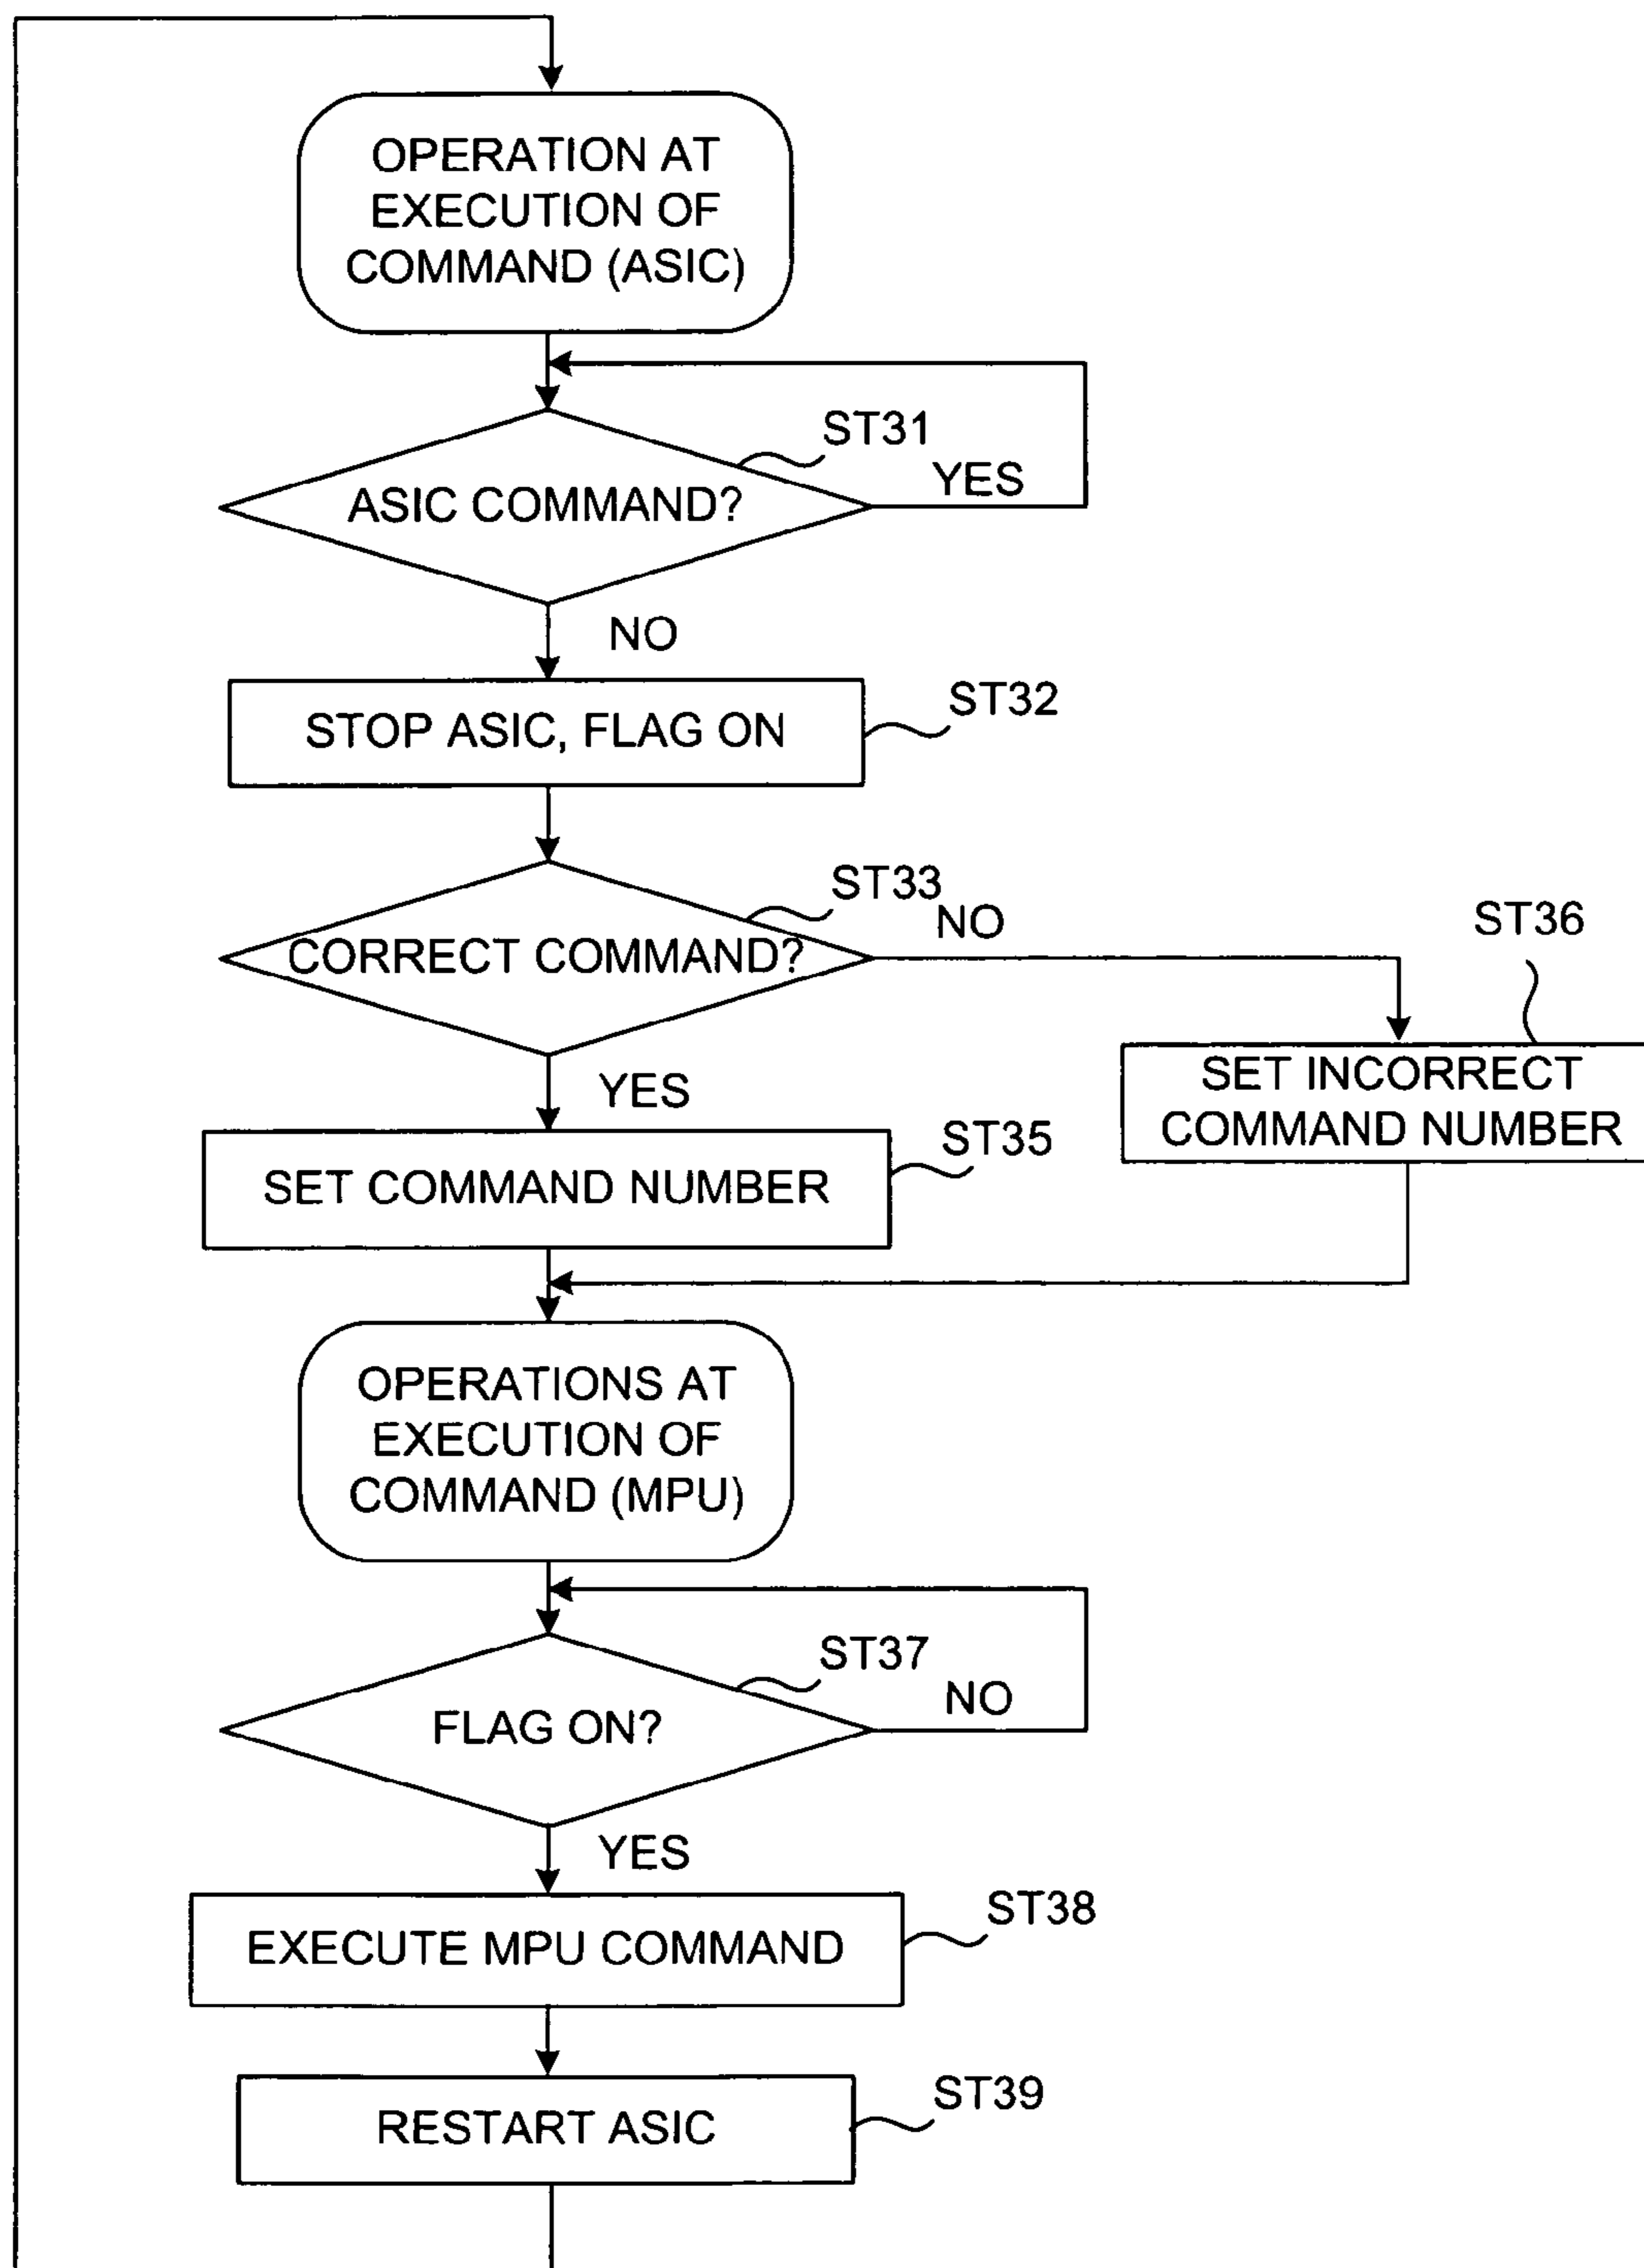 OPERATION AT
EXECUTION OF
COMMAND (ASIC)
ST31
YES
ASIC COMMAND?
NO
ST32
STOP ASIC, FLAG ON
ST33
NO
ST36
CORRECT COMMAND?
SET INCORRECT
COMMAND NUMBER
YES
ST35
SET COMMAND NUMBER
OPERATIONS AT
EXECUTION OF
COMMAND (MPU)
ST37
NO
FLAG ON?
YES
ST38
EXECUTE MPU COMMAND
ST39
RESTART ASIC